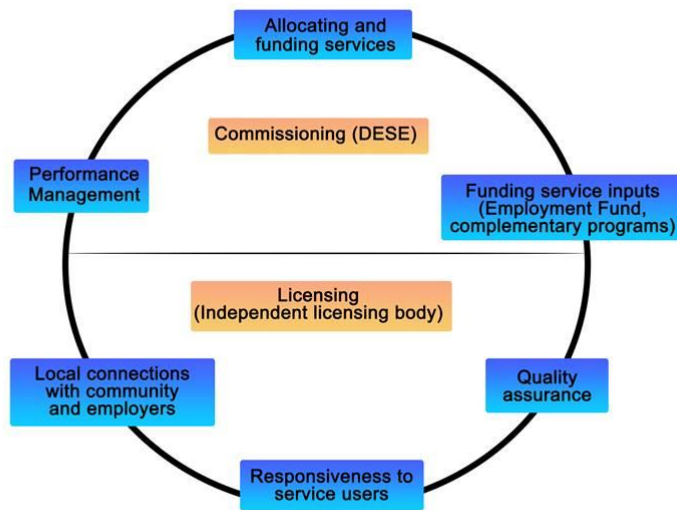 Allocating and
funding services
Commissioning (DESE)
Performance
Management
Funding service inputs
(Employment Fund,
complementary programs)
Licensing
(Independent licensing body)
Local connections
with community
and employers
Quality
assurance
Responsiveness to
service users